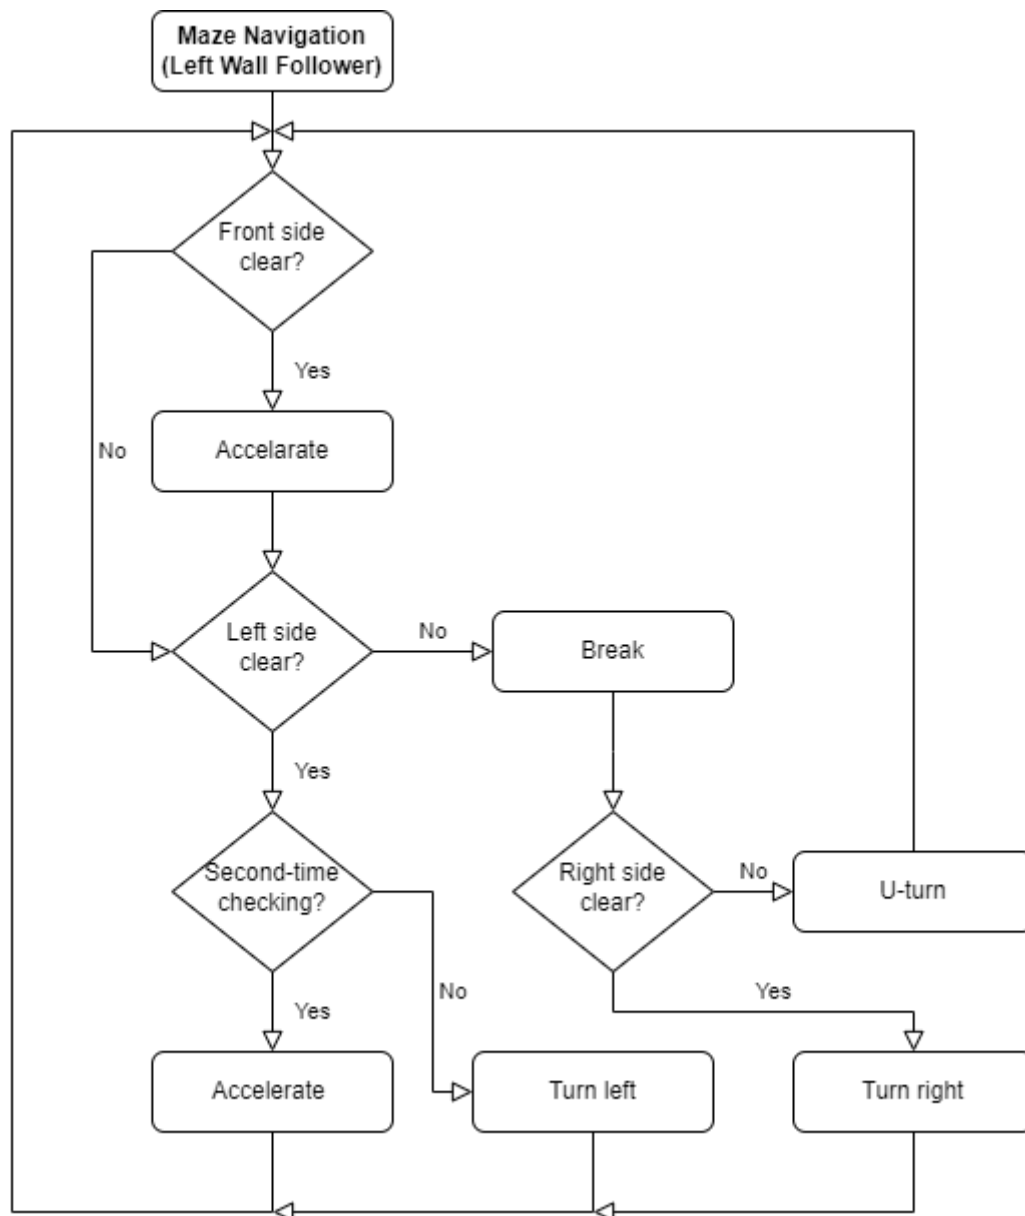 Maze Navigation
(Left Wall Follower)
Front side
clear?
Yes
No
Accelarate
Left side
clear?
No
Break
Yes
Second-time
checking?
Right side
clear?
No
U-turn
Yes
No
Yes
Accelerate
Turn left
Turn right